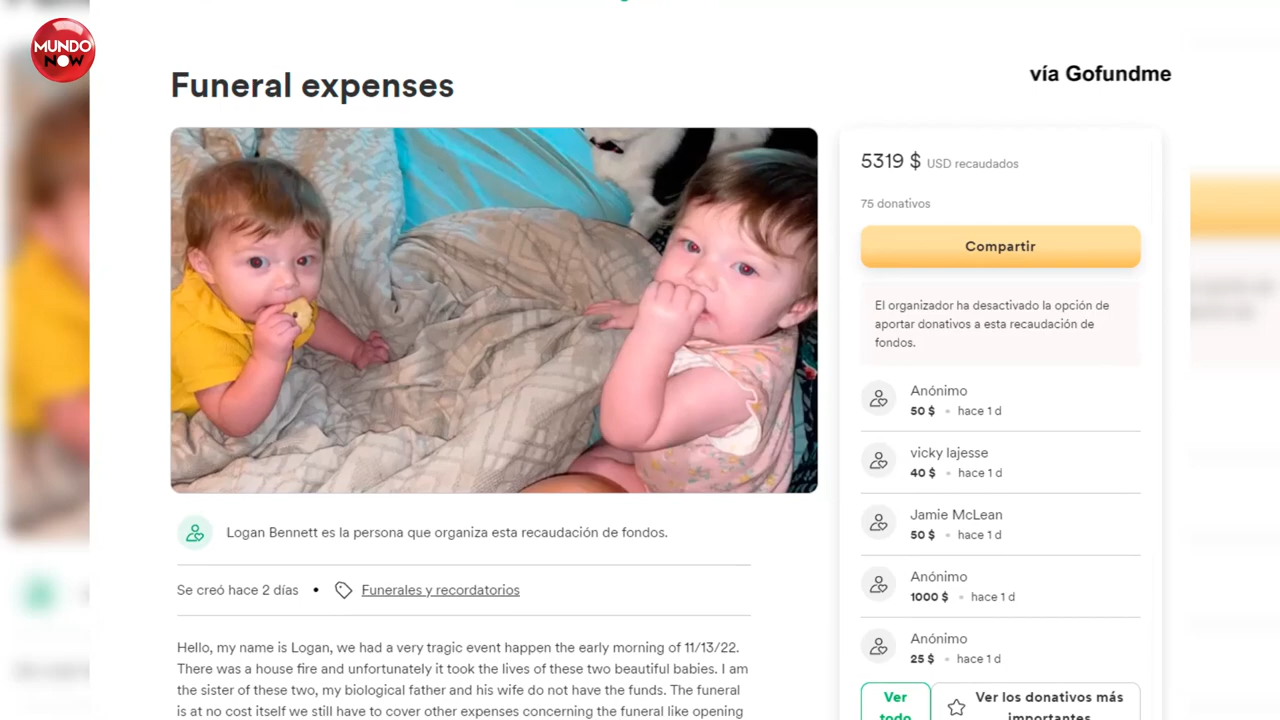 MUNDO
NOW
Funeral expenses
vía Gofundme
5319 $ USD recaudados
75 donativos
Compartir
El organizador ha desactivado la opción de
aportar donativos a esta recaudación de
fondos.
Anónimo
50 $ • hace 1 d
vicky lajesse
40 $ • hace 1 d
Jamie McLean
50 $ • hace 1 d
Anónimo
1000 $ • hace 1 d
Anónimo
25 $ • hace 1 d
Ver
todo
Ver los donativos más
importantes
Logan Bennett es la persona que organiza esta recaudación de fondos.
Se creó hace 2 días • Funerales y recordatorios
Hello, my name is Logan, we had a very tragic event happen the early morning of 11/13/22.
There was a house fire and unfortunately it took the lives of these two beautiful babies. I am
the sister of these two, my biological father and his wife do not have the funds. The funeral
is at no cost itself we still have to cover other expenses concerning the funeral like opening